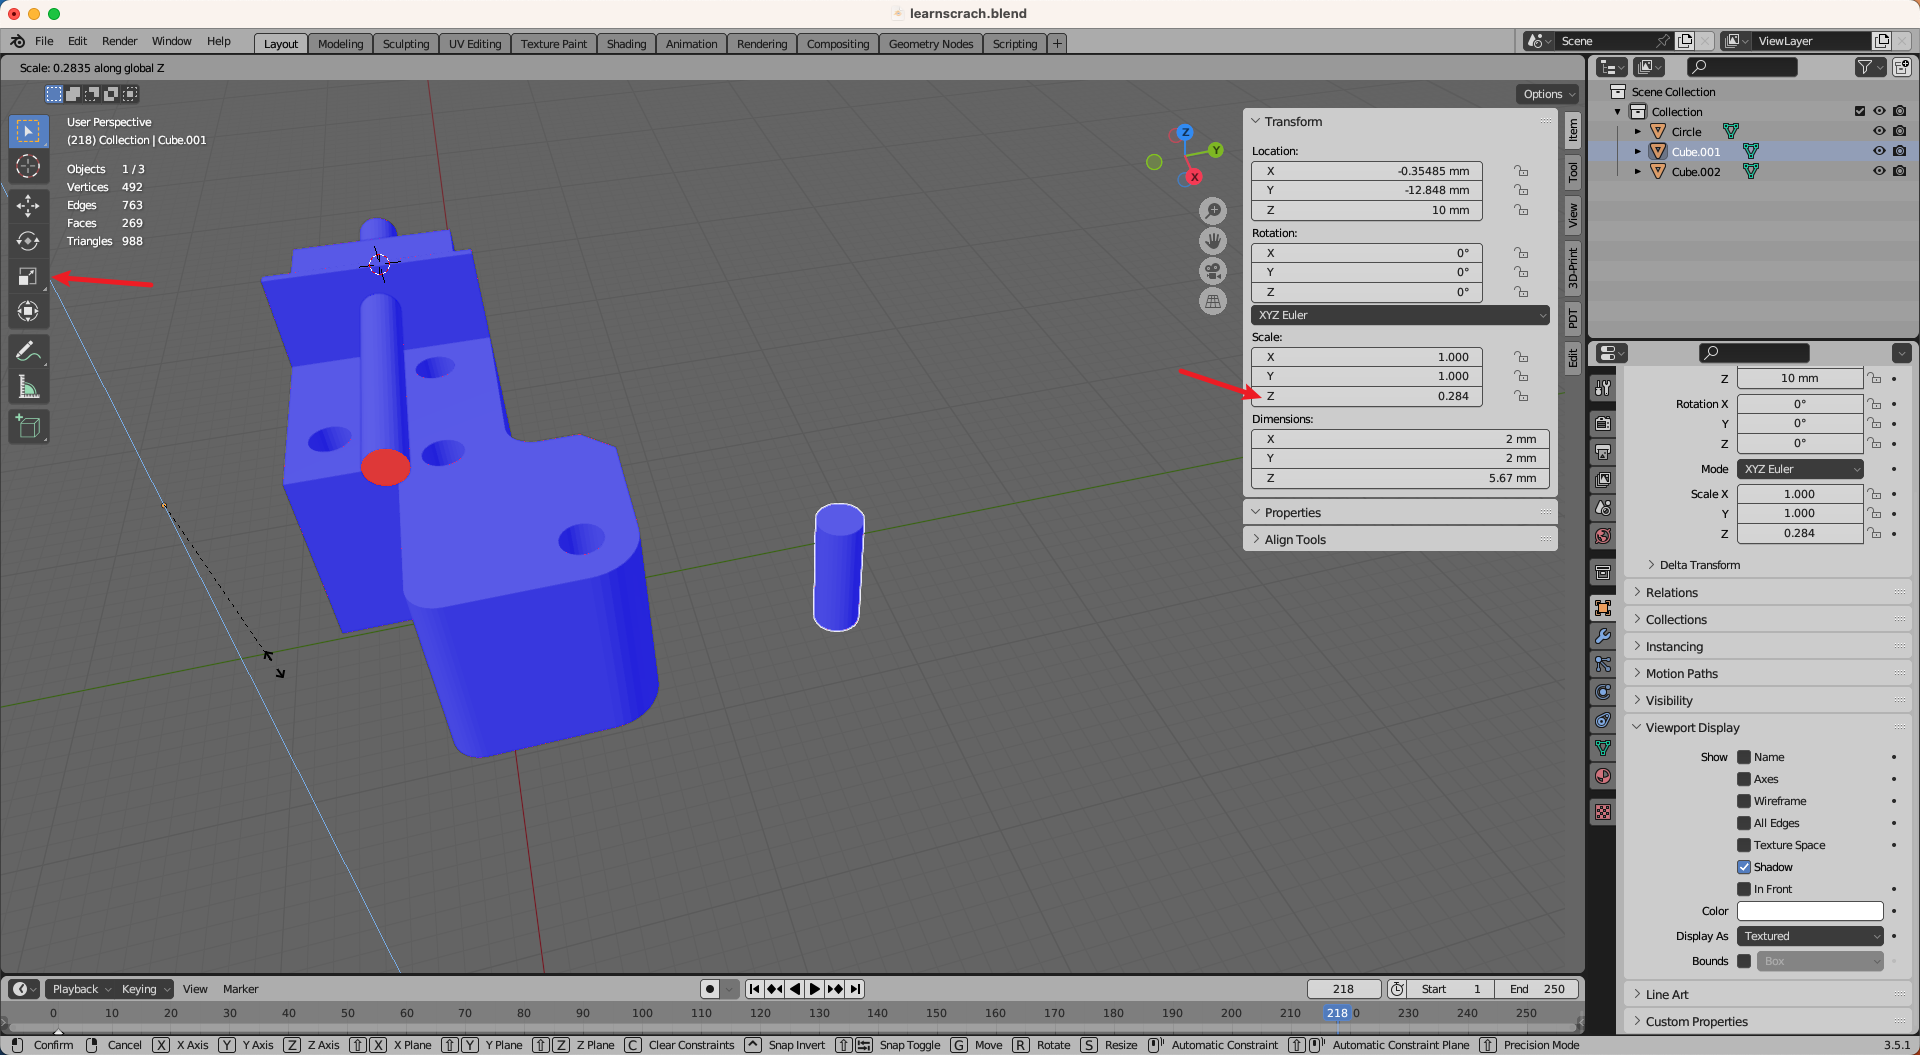 learnscrach.blend
File Edit Render Window Help Layout Modeling Sculpting UV Editing Texture Paint Shading Animation Rendering Compositing Geometry Nodes Scripting + Scene ViewLayer
Scale: 0.2835 along global Z
Options
User Perspective
(218) Collection | Cube.001
Objects 1 / 3
Vertices 492
Edges 763
Faces 269
Triangles 988
Z
Y
X
Transform
Location:
X -0.35485 mm
Y -12.848 mm
Z 10 mm
Rotation:
X 0°
Y 0°
Z 0°
XYZ Euler
Scale:
X 1.000
Y 1.000
Z 0.284
Dimensions:
X 2 mm
Y 2 mm
Z 5.67 mm
Properties
Align Tools
Item
Tool
View
3D-Print
PDT
Edit
Scene Collection
Collection
Circle
Cube.001
Cube.002
Z 10 mm
Rotation X 0°
Y 0°
Z 0°
Mode XYZ Euler
Scale X 1.000
Y 1.000
Z 0.284
Delta Transform
Relations
Collections
Instancing
Motion Paths
Visibility
Viewport Display
Show Name
Axes
Wireframe
All Edges
Texture Space
Shadow
In Front
Color
Display As Textured
Bounds Box
Line Art
Custom Properties
Playback Keying View Marker 218 Start 1 End 250
0 10 20 30 40 50 60 70 80 90 100 110 120 130 140 150 160 170 180 190 200 210 218 0 230 240 250
Confirm Cancel X X Axis Y Y Axis Z Z Axis X X Plane Y Y Plane Z Z Plane C Clear Constraints Snap Invert Snap Toggle G Move R Rotate S Resize Automatic Constraint Automatic Constraint Plane Precision Mode 3.5.1